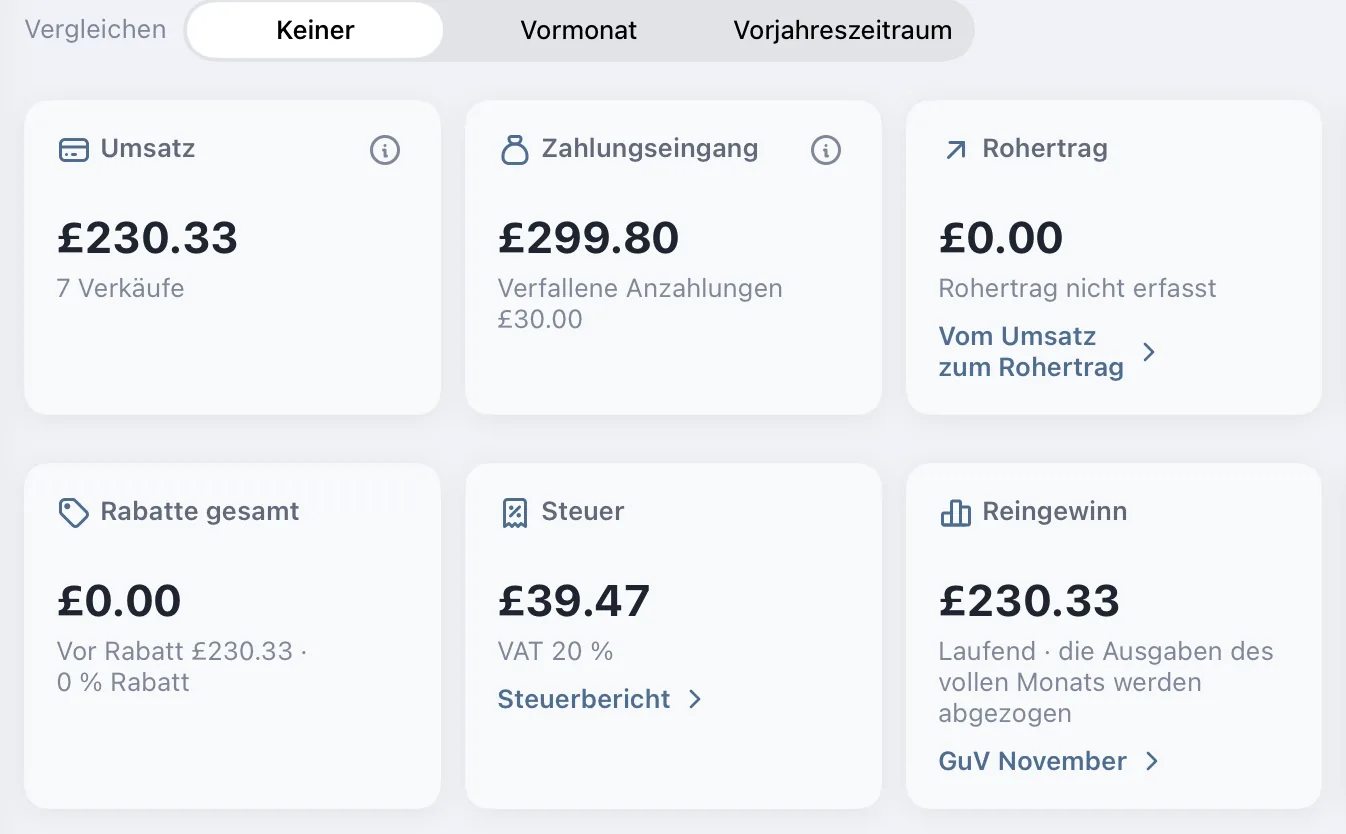 Vergleichen
Keiner
Vormonat
Vorjahreszeitraum
Umsatz
£230.33
7 Verkäufe
Zahlungseingang
£299.80
Verfallene Anzahlungen
£30.00
Rohertrag
£0.00
Rohertrag nicht erfasst
Vom Umsatz
zum Rohertrag
Rabatte gesamt
£0.00
Vor Rabatt £230.33 ·
0 % Rabatt
Steuer
£39.47
VAT 20 %
Steuerbericht
Reingewinn
£230.33
Laufend · die Ausgaben des
vollen Monats werden
abgezogen
GuV November